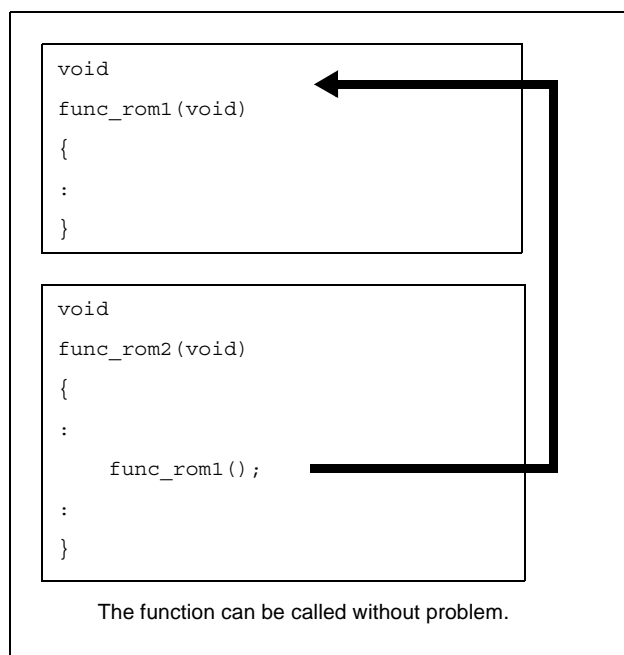 void
func_rom1(void)
{
:
}
void
func_rom2(void)
{
:
func_rom1();
:
}
The function can be called without problem.